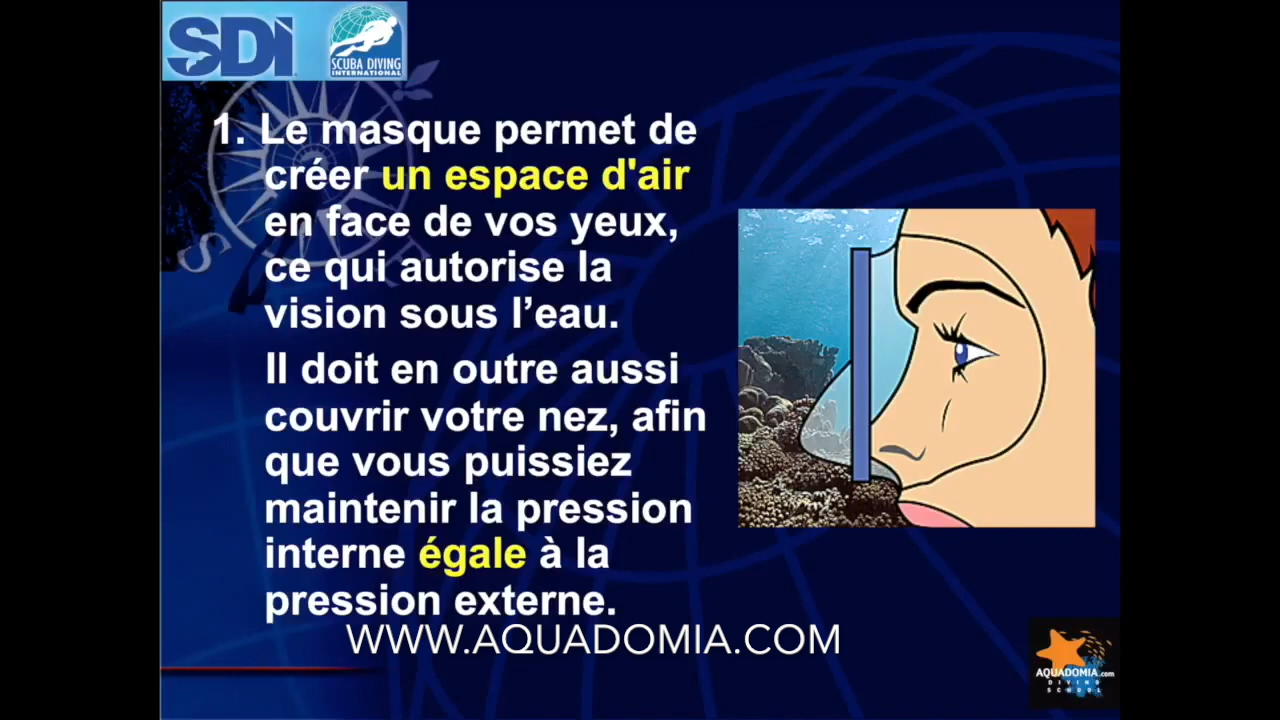 SDI
SCUBA DIVING
INTERNATIONAL
1. Le masque permet de
créer un espace d'air
en face de vos yeux,
ce qui autorise la
vision sous l’eau.
Il doit en outre aussi
couvrir votre nez, afin
que vous puissiez
maintenir la pression
interne égale à la
pression externe.
WWW.AQUADOMIA.COM
AQUADOMIA.com
DIVING
SCHOOL